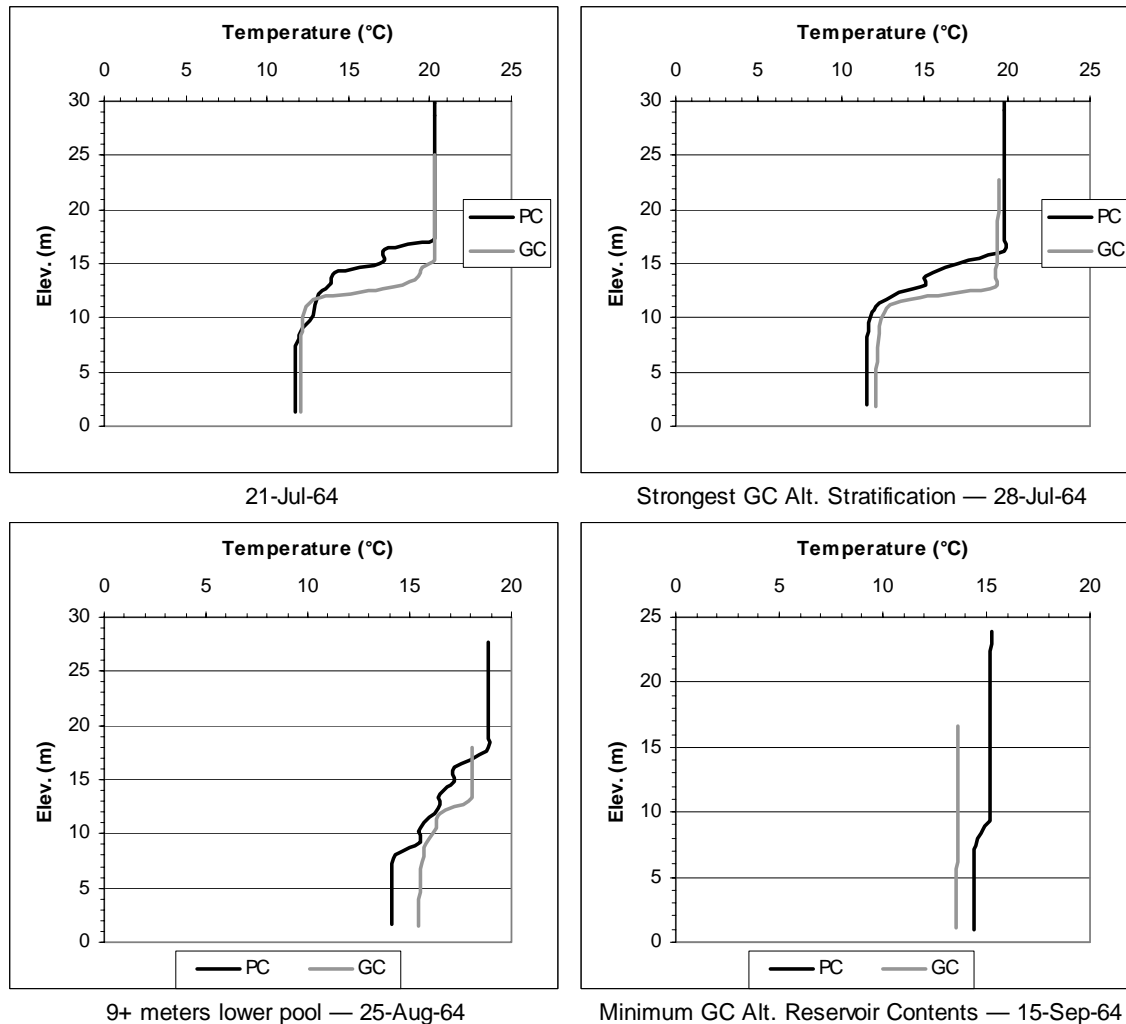 Temperature (°C)
0 5 10 15 20 25
30
25
20
15
10
5
0
Elev. (m)
PC
GC
21-Jul-64
Temperature (°C)
0 5 10 15 20 25
30
25
20
15
10
5
0
Elev. (m)
PC
GC
Strongest GC Alt. Stratification — 28-Jul-64
Temperature (°C)
0 5 10 15 20
30
25
20
15
10
5
0
Elev. (m)
PC GC
9+ meters lower pool — 25-Aug-64
Temperature (°C)
0 5 10 15 20
25
20
15
10
5
0
Elev. (m)
PC GC
Minimum GC Alt. Reservoir Contents — 15-Sep-64